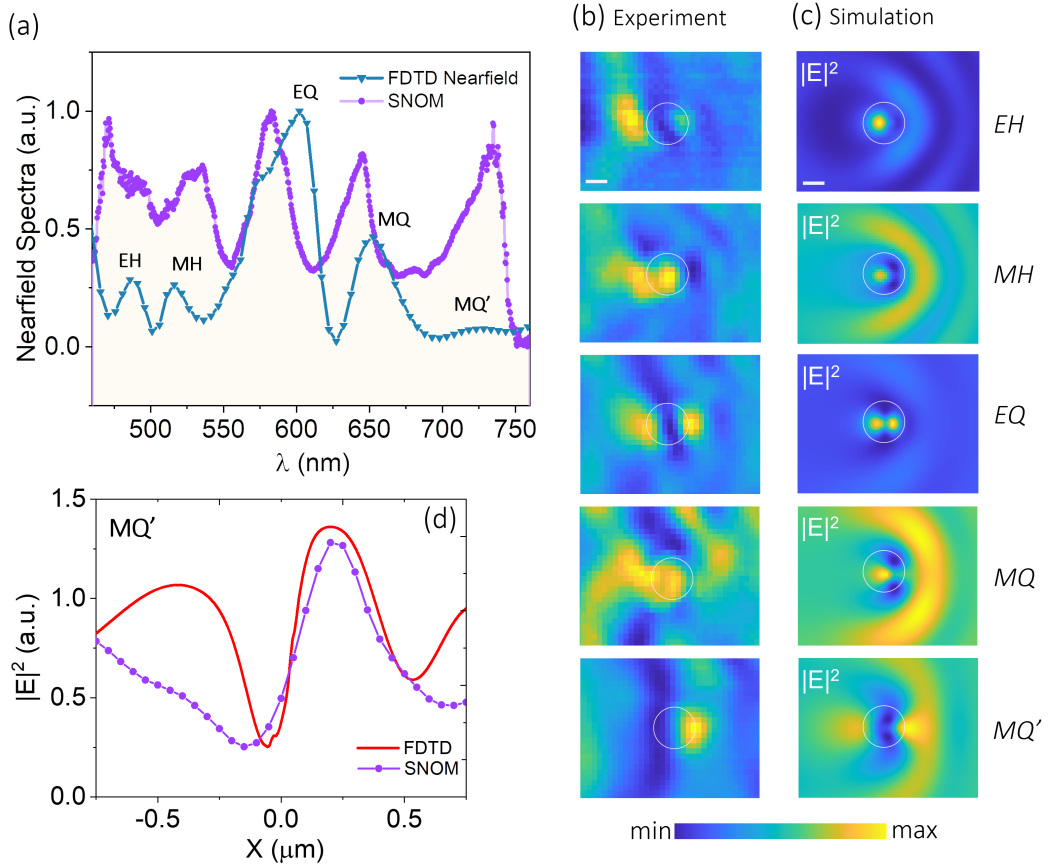 (a)
FDTD Nearfield
SNOM
EQ
MQ
EH
MH
MQ'
Nearfield Spectra (a.u.)
1.0
0.5
0.0
500 550 600 650 700 750
λ (nm)
(b) Experiment
(c) Simulation
|E|²
EH
|E|²
MH
|E|²
EQ
|E|²
MQ
|E|²
MQ'
min max
(d)
MQ'
|E|² (a.u.)
1.5
1.0
0.5
0.0
FDTD
SNOM
-0.5 0.0 0.5
X (μm)